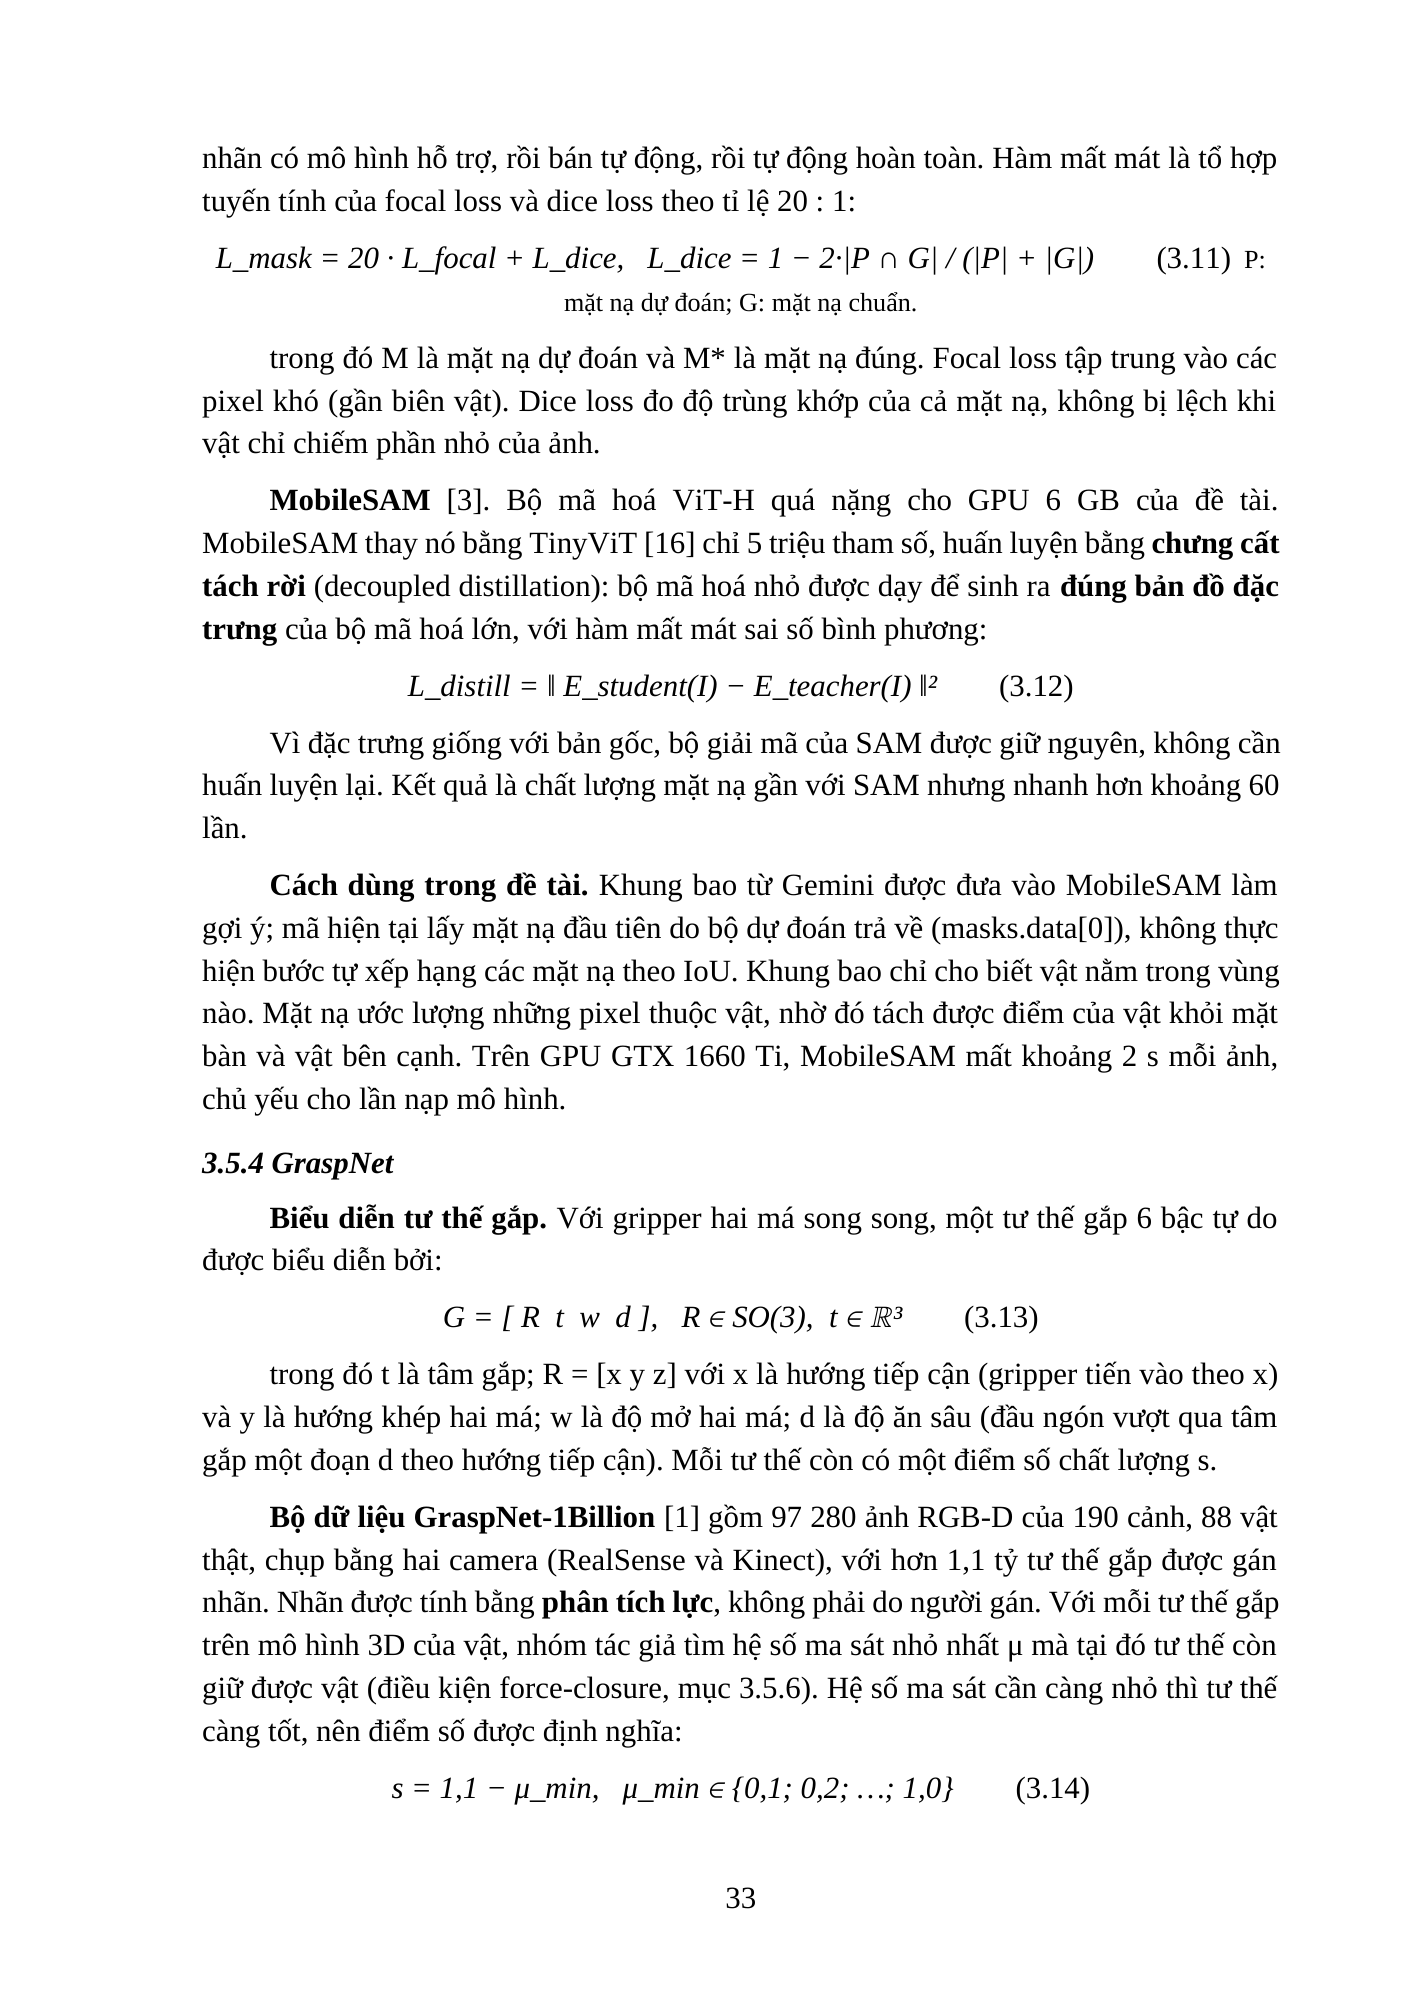 nhãn có mô hình hỗ trợ, rồi bán tự động, rồi tự động hoàn toàn. Hàm mất mát là tổ hợp
tuyến tính của focal loss và dice loss theo tỉ lệ 20 : 1:
L_mask = 20 · L_focal + L_dice,   L_dice = 1 − 2·|P ∩ G| / (|P| + |G|)        (3.11)  P:
mặt nạ dự đoán; G: mặt nạ chuẩn.
trong đó M là mặt nạ dự đoán và M* là mặt nạ đúng. Focal loss tập trung vào các
pixel khó (gần biên vật). Dice loss đo độ trùng khớp của cả mặt nạ, không bị lệch khi
vật chỉ chiếm phần nhỏ của ảnh.
MobileSAM [3]. Bộ mã hoá ViT-H quá nặng cho GPU 6 GB của đề tài.
MobileSAM thay nó bằng TinyViT [16] chỉ 5 triệu tham số, huấn luyện bằng chưng cất
tách rời (decoupled distillation): bộ mã hoá nhỏ được dạy để sinh ra đúng bản đồ đặc
trưng của bộ mã hoá lớn, với hàm mất mát sai số bình phương:
L_distill = ‖ E_student(I) − E_teacher(I) ‖²        (3.12)
Vì đặc trưng giống với bản gốc, bộ giải mã của SAM được giữ nguyên, không cần
huấn luyện lại. Kết quả là chất lượng mặt nạ gần với SAM nhưng nhanh hơn khoảng 60
lần.
Cách dùng trong đề tài. Khung bao từ Gemini được đưa vào MobileSAM làm
gợi ý; mã hiện tại lấy mặt nạ đầu tiên do bộ dự đoán trả về (masks.data[0]), không thực
hiện bước tự xếp hạng các mặt nạ theo IoU. Khung bao chỉ cho biết vật nằm trong vùng
nào. Mặt nạ ước lượng những pixel thuộc vật, nhờ đó tách được điểm của vật khỏi mặt
bàn và vật bên cạnh. Trên GPU GTX 1660 Ti, MobileSAM mất khoảng 2 s mỗi ảnh,
chủ yếu cho lần nạp mô hình.
3.5.4 GraspNet
Biểu diễn tư thế gắp. Với gripper hai má song song, một tư thế gắp 6 bậc tự do
được biểu diễn bởi:
G = [ R  t  w  d ],   R ∈ SO(3),  t ∈ ℝ³        (3.13)
trong đó t là tâm gắp; R = [x y z] với x là hướng tiếp cận (gripper tiến vào theo x)
và y là hướng khép hai má; w là độ mở hai má; d là độ ăn sâu (đầu ngón vượt qua tâm
gắp một đoạn d theo hướng tiếp cận). Mỗi tư thế còn có một điểm số chất lượng s.
Bộ dữ liệu GraspNet-1Billion [1] gồm 97 280 ảnh RGB-D của 190 cảnh, 88 vật
thật, chụp bằng hai camera (RealSense và Kinect), với hơn 1,1 tỷ tư thế gắp được gán
nhãn. Nhãn được tính bằng phân tích lực, không phải do người gán. Với mỗi tư thế gắp
trên mô hình 3D của vật, nhóm tác giả tìm hệ số ma sát nhỏ nhất μ mà tại đó tư thế còn
giữ được vật (điều kiện force-closure, mục 3.5.6). Hệ số ma sát cần càng nhỏ thì tư thế
càng tốt, nên điểm số được định nghĩa:
s = 1,1 − μ_min,   μ_min ∈ {0,1; 0,2; …; 1,0}        (3.14)
33